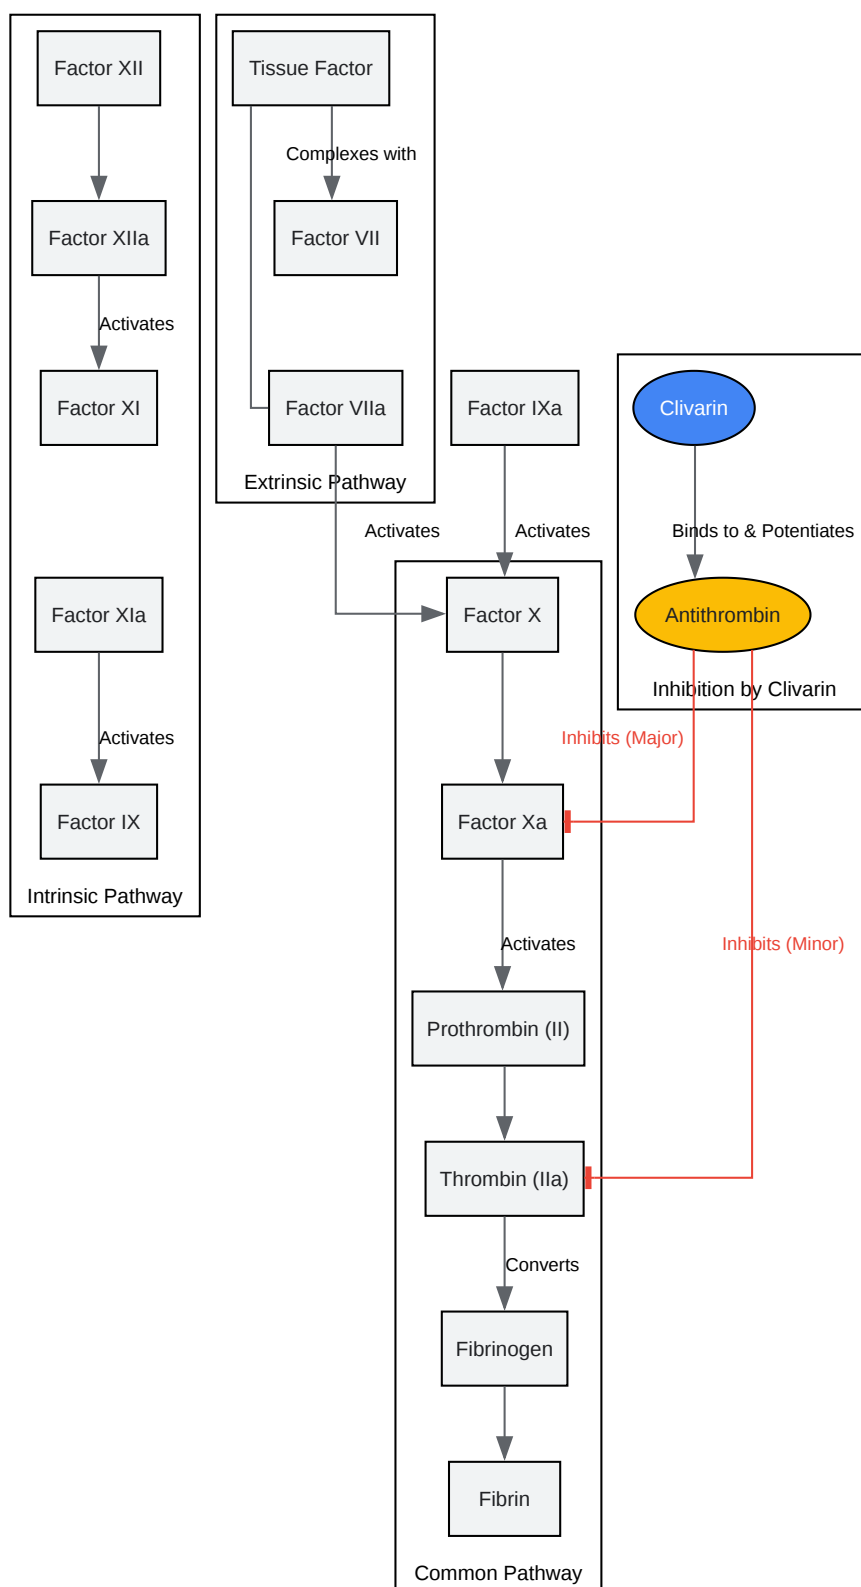 Factor XII
Tissue Factor
Complexes with
Factor XIIa
Factor VII
Activates
Factor XI
Factor VIIa
Factor IXa
Clivarin
Extrinsic Pathway
Activates
Activates
Binds to & Potentiates
Factor XIa
Factor X
Antithrombin
Inhibition by Clivarin
Activates
Inhibits (Major)
Factor IX
Factor Xa
Intrinsic Pathway
Activates
Inhibits (Minor)
Prothrombin (II)
Thrombin (IIa)
Converts
Fibrinogen
Fibrin
Common Pathway